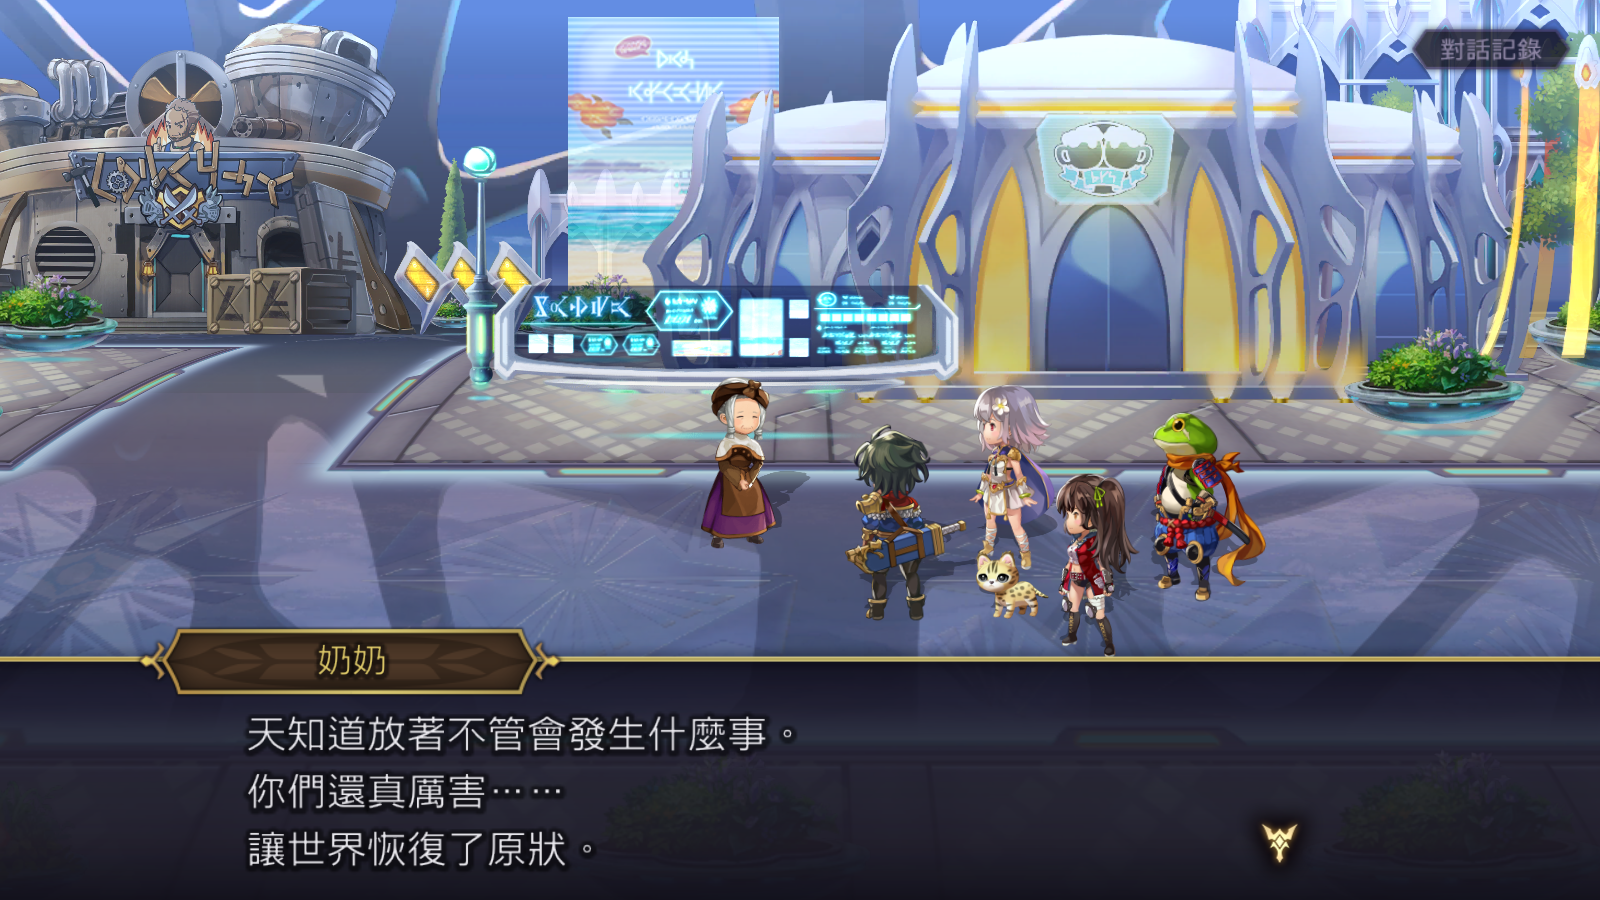 對話記錄
奶奶
天知道放著不管會發生什麼事。
你們還真厲害……
讓世界恢復了原狀。